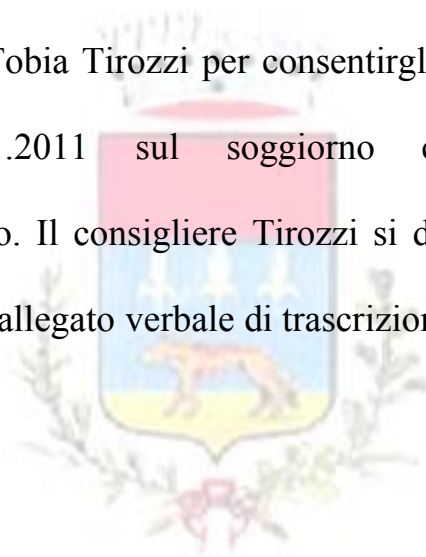 Tobia Tirozzi per consentirgl
.2011 sul soggiorno
o. Il consigliere Tirozzi si d
allegato verbale di trascrizion